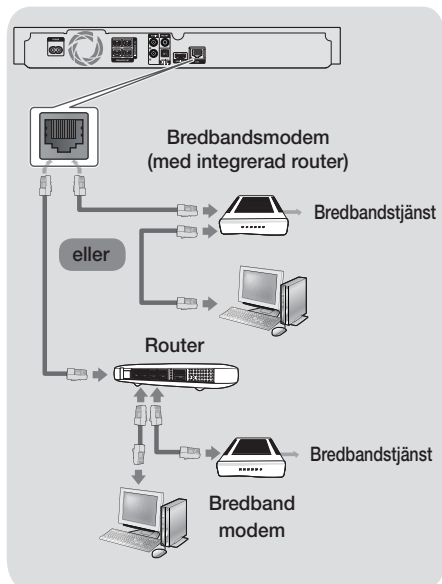 Bredbandsmodem
(med integrerad router)
Bredbandstjänst
eller
Router
Bredbandstjänst
Bredband
modem